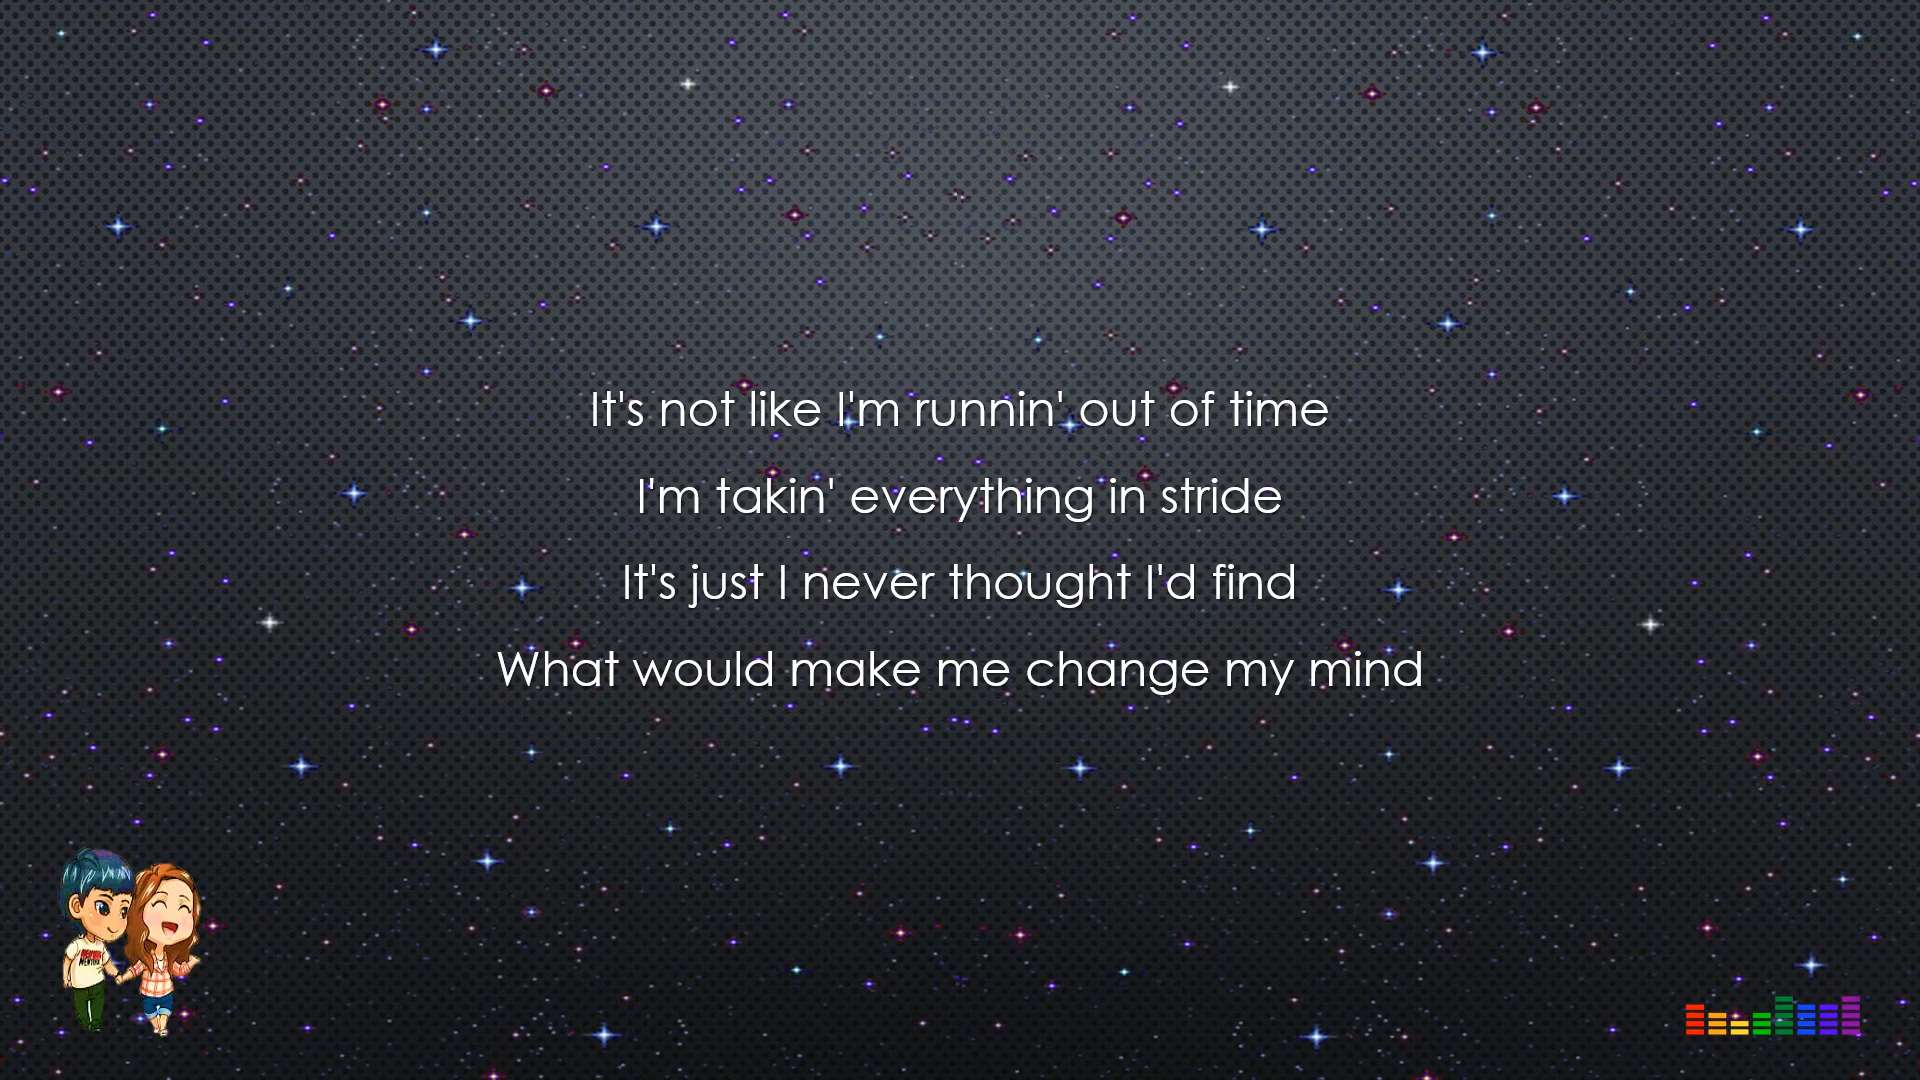 It's not like I'm runnin' out of time
I'm takin' everything in stride
It's just I never thought I'd find
What would make me change my mind